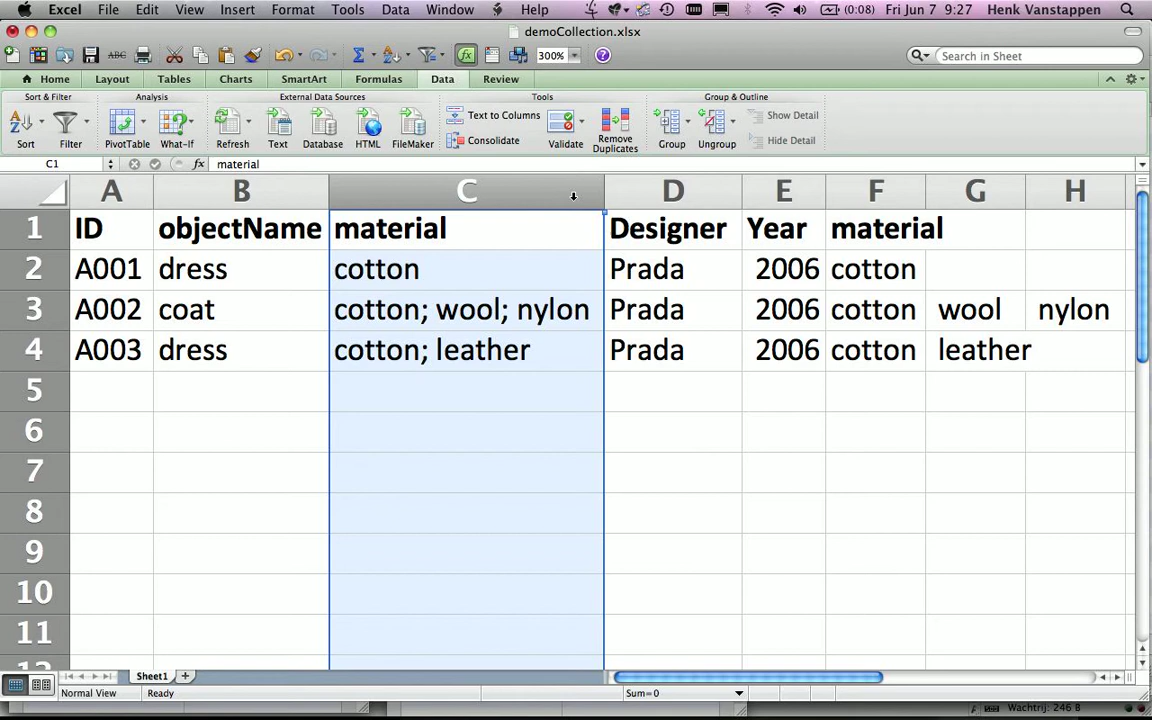 Excel File Edit View Insert Format Tools Data Window Help (0:08) Fri Jun 7 9:27 Henk Vanstappen
demoCollection.xlsx
ABC 300% Search in Sheet
Home Layout Tables Charts SmartArt Formulas Data Review
Sort & Filter Analysis External Data Sources Tools Group & Outline
Text to Columns Show Detail
Consolidate Hide Detail
Sort Filter PivotTable What-If Refresh Text Database HTML FileMaker Validate Remove Duplicates Group Ungroup
C1 fx material
A B C D E F G H
1 ID objectName material Designer Year material
2 A001 dress cotton Prada 2006 cotton
3 A002 coat cotton; wool; nylon Prada 2006 cotton wool nylon
4 A003 dress cotton; leather Prada 2006 cotton leather
5
6
7
8
9
10
11
12
Sheet1
Normal View Ready Sum=0
Wachtrij: 246 B